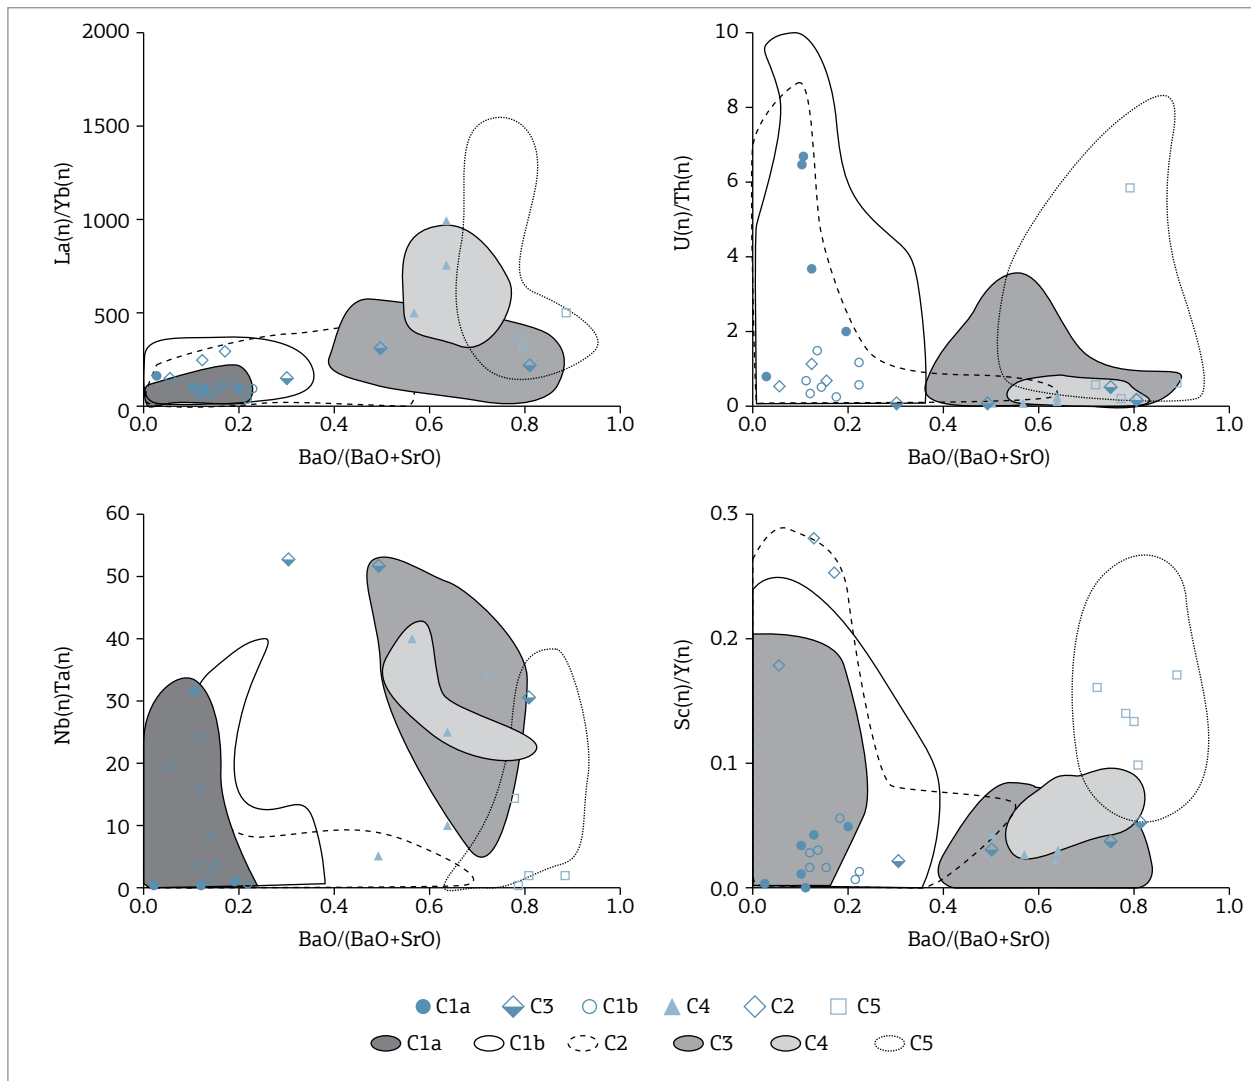 2000
1500
1000
500
0
La(n)/Yb(n)
0.0 0.2 0.4 0.6 0.8 1.0
BaO/(BaO+SrO)
10
8
6
4
2
0
U(n)/Th(n)
0.0 0.2 0.4 0.6 0.8 1.0
BaO/(BaO+SrO)
60
50
40
30
20
10
0
Nb(n)Ta(n)
0.0 0.2 0.4 0.6 0.8 1.0
BaO/(BaO+SrO)
0.3
0.2
0.1
0.0
Sc(n)/Y(n)
0.0 0.2 0.4 0.6 0.8 1.0
BaO/(BaO+SrO)
C1a C3 C1b C4 C2 C5
C1a C1b C2 C3 C4 C5